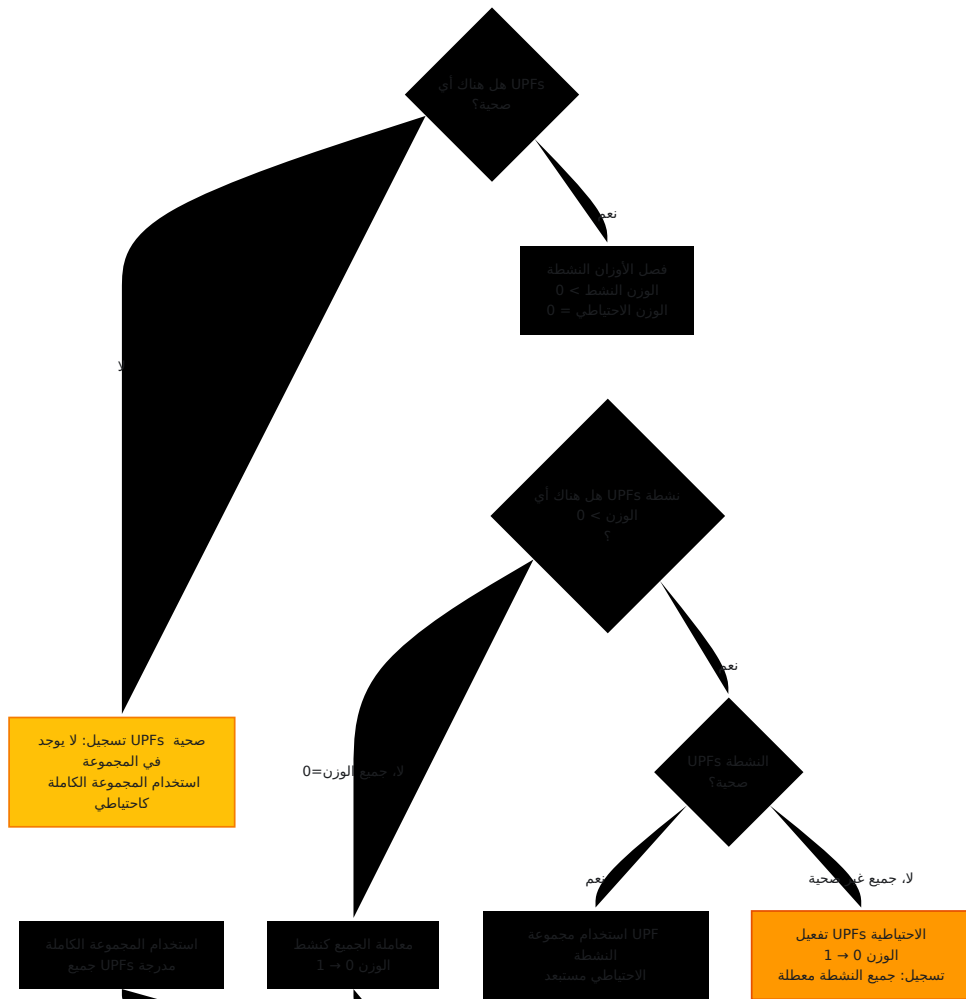 هل هناك أي UPFs
صحية؟
نعم
فصل الأوزان النشطة
الوزن النشط > 0
الوزن الاحتياطي = 0
لا
هل هناك أي UPFs نشطة
الوزن > 0
؟
نعم
تسجيل: لا يوجد UPFs صحية
في المجموعة
استخدام المجموعة الكاملة
كاحتياطي
لا، جميع الوزن=0
UPFs النشطة
صحية؟
نعم
لا، جميع غير صحية
استخدام المجموعة الكاملة
جميع UPFs مدرجة
معاملة الجميع كنشط
الوزن 0 → 1
استخدام مجموعة UPF
النشطة
الاحتياطي مستبعد
تفعيل UPFs الاحتياطية
الوزن 0 → 1
تسجيل: جميع النشطة معطلة